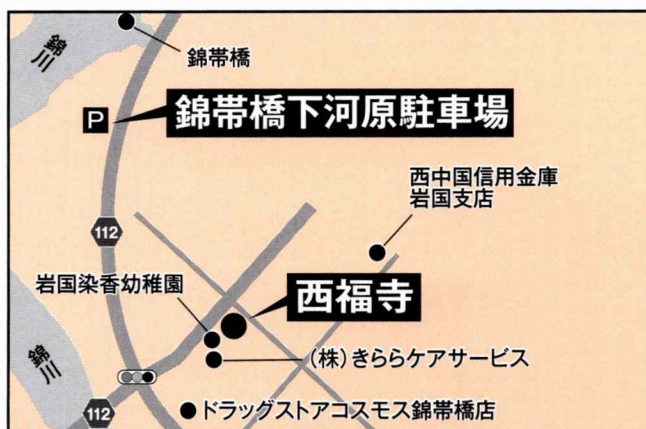 錦川
錦帯橋
P
錦帯橋下河原駐車場
西中国信用金庫
岩国支店
112
岩国染香幼稚園
西福寺
錦川
(株)きららケアサービス
112
ドラッグストアコスモス錦帯橋店